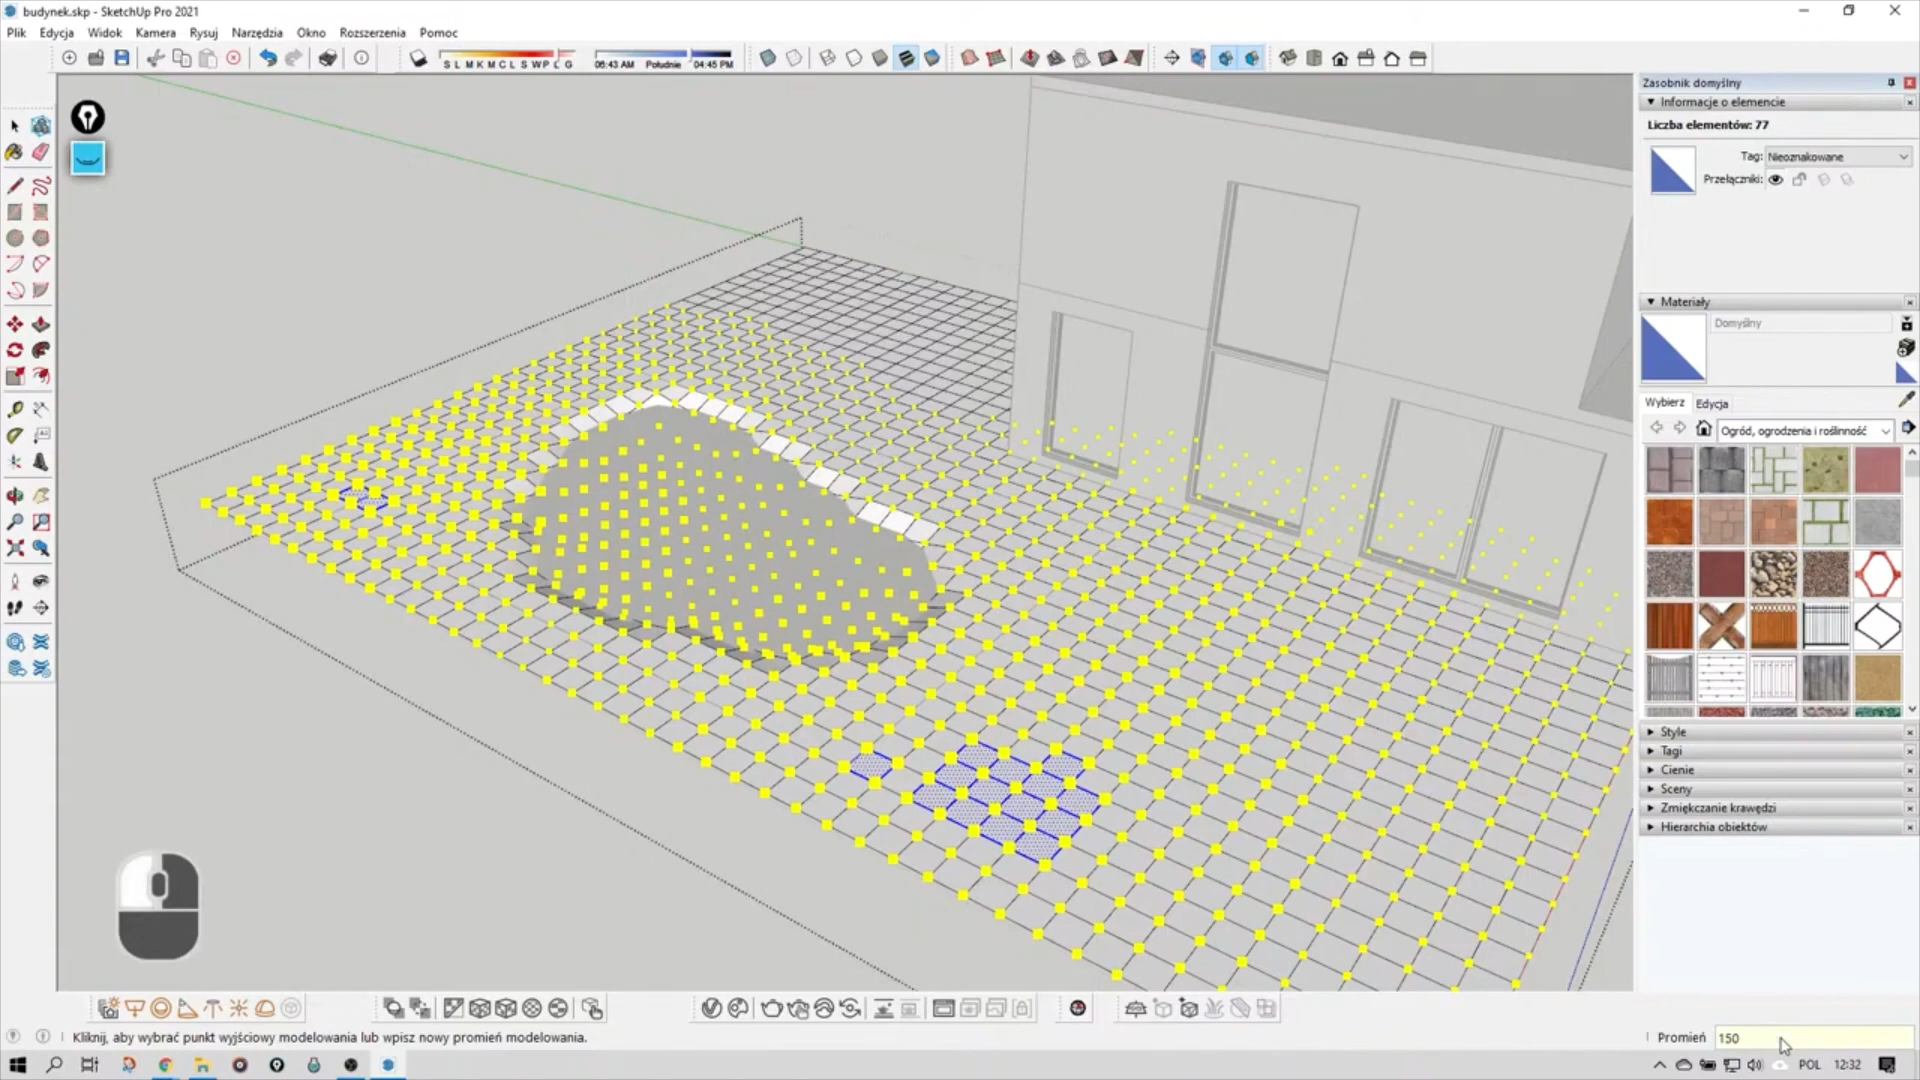 budynek.skp - SketchUp Pro 2021
Plik Edycja Widok Kamera Rysuj Narzędzia Okno Rozszerzenia Pomoc
S L M K M C L S W P L G
06:43 AM Południe 04:45 PM
Zasobnik domyślny
Informacje o elemencie
Liczba elementów: 77
Tag: Nieoznakowane
Przełączniki:
Materiały
Domyślny
Wybierz Edycja
Ogród, ogrodzenia i roślinność
Style
Tagi
Cienie
Sceny
Zmiękczanie krawędzi
Hierarchia obiektów
Kliknij, aby wybrać punkt wyjściowy modelowania lub wpisz nowy promień modelowania.
Promień 150
POL 12:32